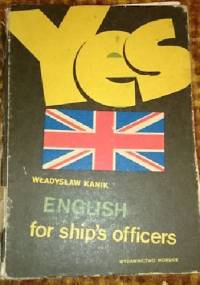 Yes
WŁADYSŁAW KANIK
ENGLISH
for ship's officers
WYDAWNICTWO MORSKIE